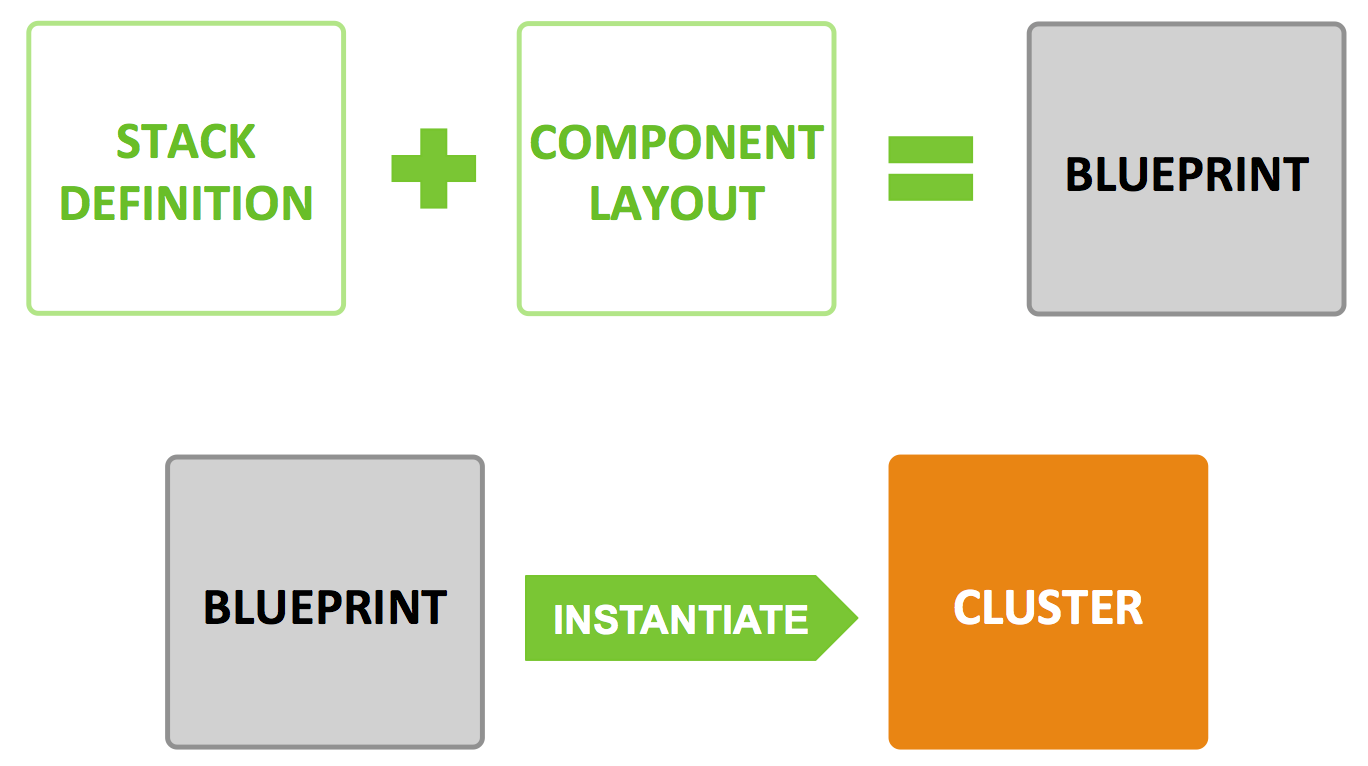 STACK
DEFINITION
COMPONENT
LAYOUT
BLUEPRINT
BLUEPRINT
INSTANTIATE
CLUSTER